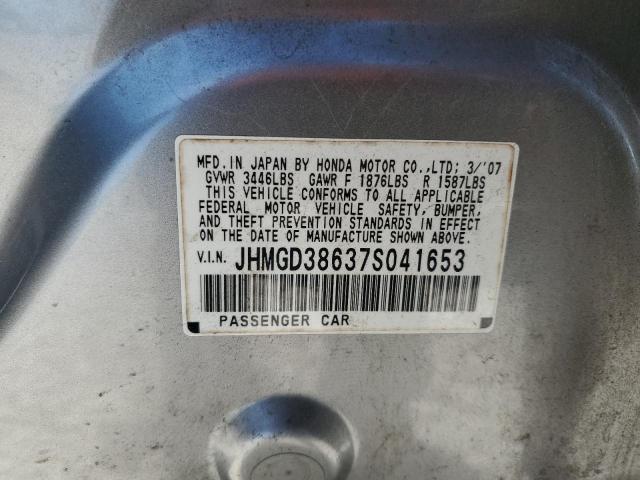 MFD. IN JAPAN BY HONDA MOTOR CO.,LTD; 3/'07
GVWR 3446LBS GAWR F 1876LBS R 1587LBS
THIS VEHICLE CONFORMS TO ALL APPLICABLE
FEDERAL MOTOR VEHICLE SAFETY, BUMPER,
AND THEFT PREVENTION STANDARDS IN EFFECT
ON THE DATE OF MANUFACTURE SHOWN ABOVE.
V.I.N. JHMGD38637S041653
PASSENGER CAR